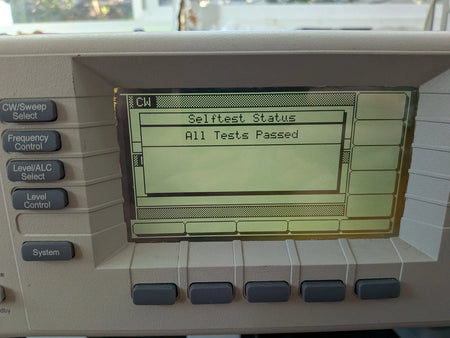 CW
Selftest Status
All Tests Passed
CW/Sweep
Select
Frequency
Control
Level/ALC
Select
Level
Control
System